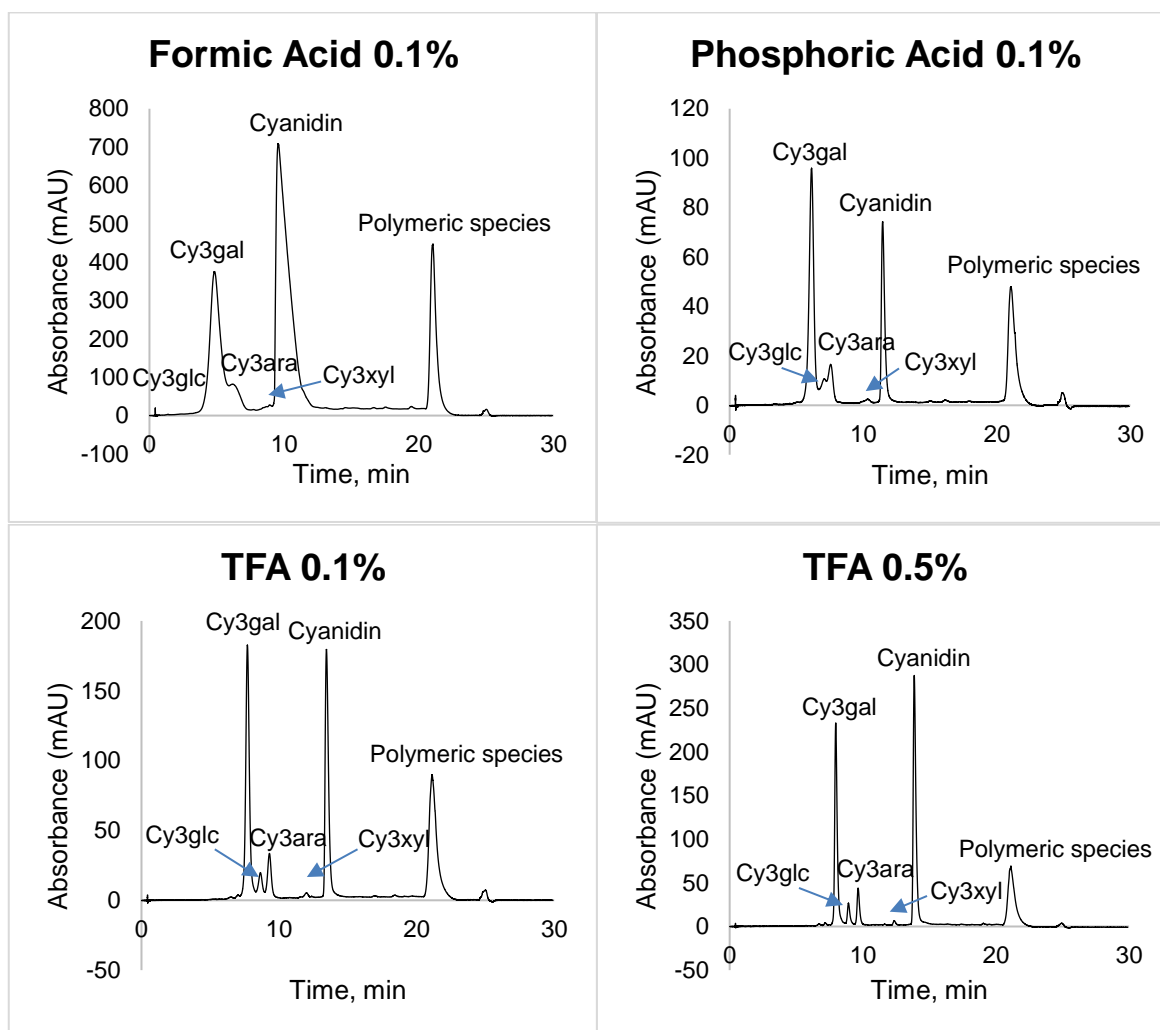 Formic Acid 0.1%
800
700
600
500
400
300
200
100
0
-100
Absorbance (mAU)
Cyanidin
Cy3gal
Polymeric species
Cy3ara
Cy3glc
Cy3xyl
0
10
20
30
Time, min
Phosphoric Acid 0.1%
120
100
80
60
40
20
0
-20
Absorbance (mAU)
Cy3gal
Cyanidin
Polymeric species
Cy3glc
Cy3ara
Cy3xyl
0
10
20
30
Time, min
TFA 0.1%
200
150
100
50
0
-50
Absorbance (mAU)
Cy3gal
Cyanidin
Polymeric species
Cy3glc
Cy3ara
Cy3xyl
0
10
20
30
Time, min
TFA 0.5%
350
300
250
200
150
100
50
0
-50
Absorbance (mAU)
Cyanidin
Cy3gal
Polymeric species
Cy3glc
Cy3ara
Cy3xyl
0
10
20
30
Time, min